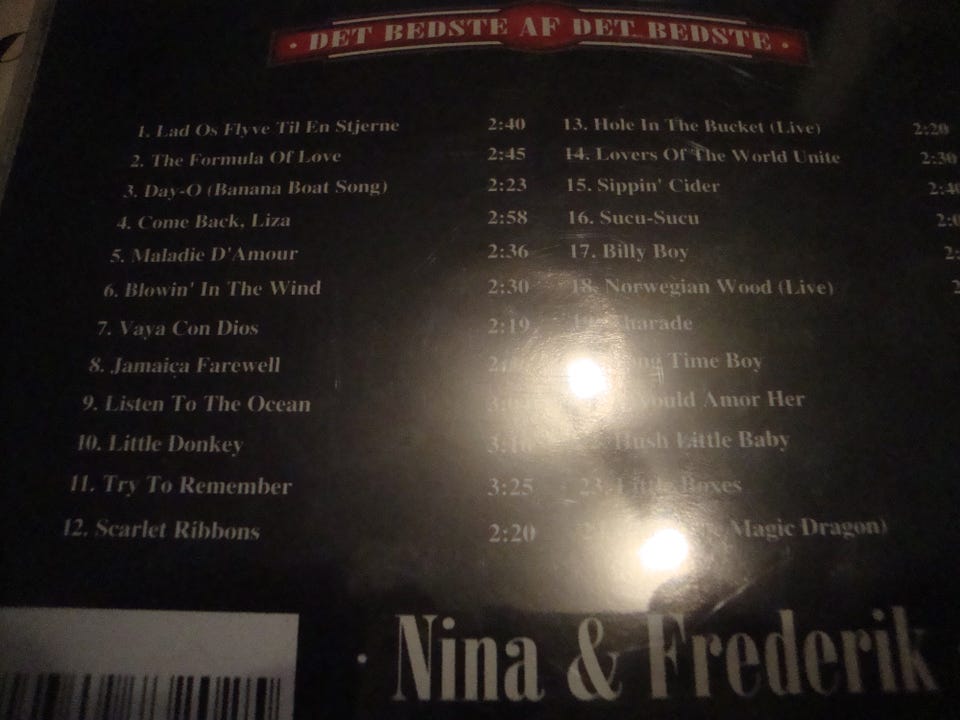 · DET BEDSTE AF DET BEDSTE ·
1. Lad Os Flyve Til En Stjerne 2:40
2. The Formula Of Love 2:45
3. Day-O (Banana Boat Song) 2:23
4. Come Back, Liza 2:58
5. Maladie D'Amour 2:36
6. Blowin' In The Wind 2:30
7. Vaya Con Dios 2:19
8. Jamaica Farewell
9. Listen To The Ocean
10. Little Donkey
11. Try To Remember 3:25
12. Scarlet Ribbons 2:20
13. Hole In The Bucket (Live) 2:20
14. Lovers Of The World Unite 2:30
15. Sippin' Cider
16. Sucu-Sucu
17. Billy Boy
18. Norwegian Wood (Live)
Charade
Time Boy
Would Amor Her
Hush Little Baby
23. Little Boxes
Magic Dragon)
· Nina & Frederik